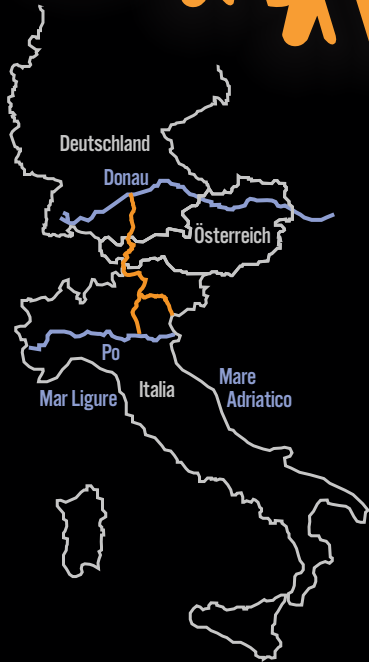 Deutschland
Donau
Österreich
Po
Mar Ligure
Italia
Mare
Adriatico